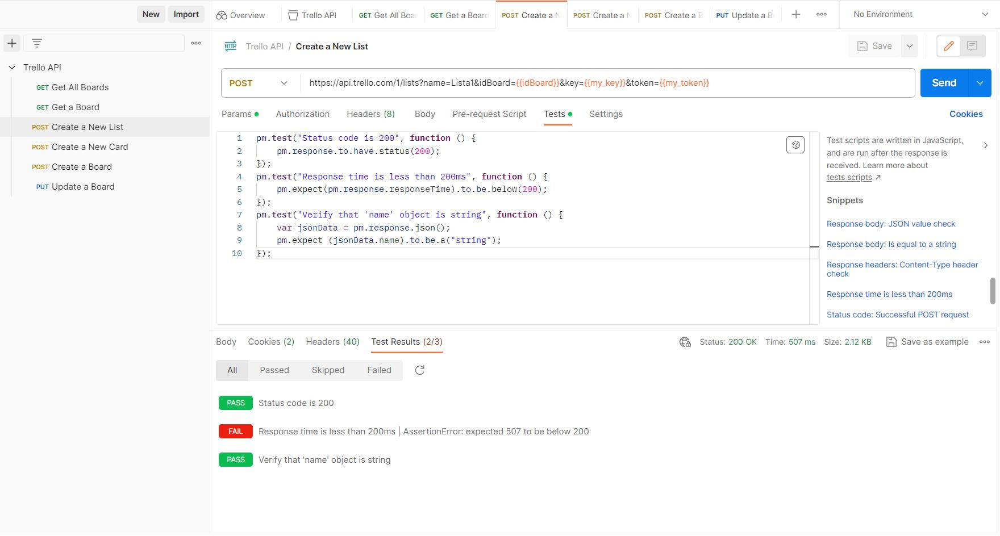 New Import
Overview Trello API GET Get All Boar GET Get a Board POST Create a N POST Create a N POST Create a B PUT Update a Bo No Environment
Trello API / Create a New List
Save
Trello API
GET Get All Boards
GET Get a Board
POST Create a New List
POST Create a New Card
POST Create a Board
PUT Update a Board
HTTP
POST https://api.trello.com/1/lists?name=Lista1&idBoard={{idBoard}}&key={{my_key}}&token={{my_token}} Send
Params Authorization Headers (8) Body Pre-request Script Tests Settings Cookies
1 pm.test("Status code is 200", function () {
2 pm.response.to.have.status(200);
3 });
4 pm.test("Response time is less than 200ms", function () {
5 pm.expect(pm.response.responseTime).to.be.below(200);
6 });
7 pm.test("Verify that 'name' object is string", function () {
8 var jsonData = pm.response.json();
9 pm.expect (jsonData.name).to.be.a("string");
10 });
Test scripts are written in JavaScript,
and are run after the response is
received. Learn more about
tests scripts ↗
Snippets
Response body: JSON value check
Response body: Is equal to a string
Response headers: Content-Type header
check
Response time is less than 200ms
Status code: Successful POST request
Body Cookies (2) Headers (40) Test Results (2/3) Status: 200 OK Time: 507 ms Size: 2.12 KB Save as example
All Passed Skipped Failed
PASS Status code is 200
FAIL Response time is less than 200ms | AssertionError: expected 507 to be below 200
PASS Verify that 'name' object is string